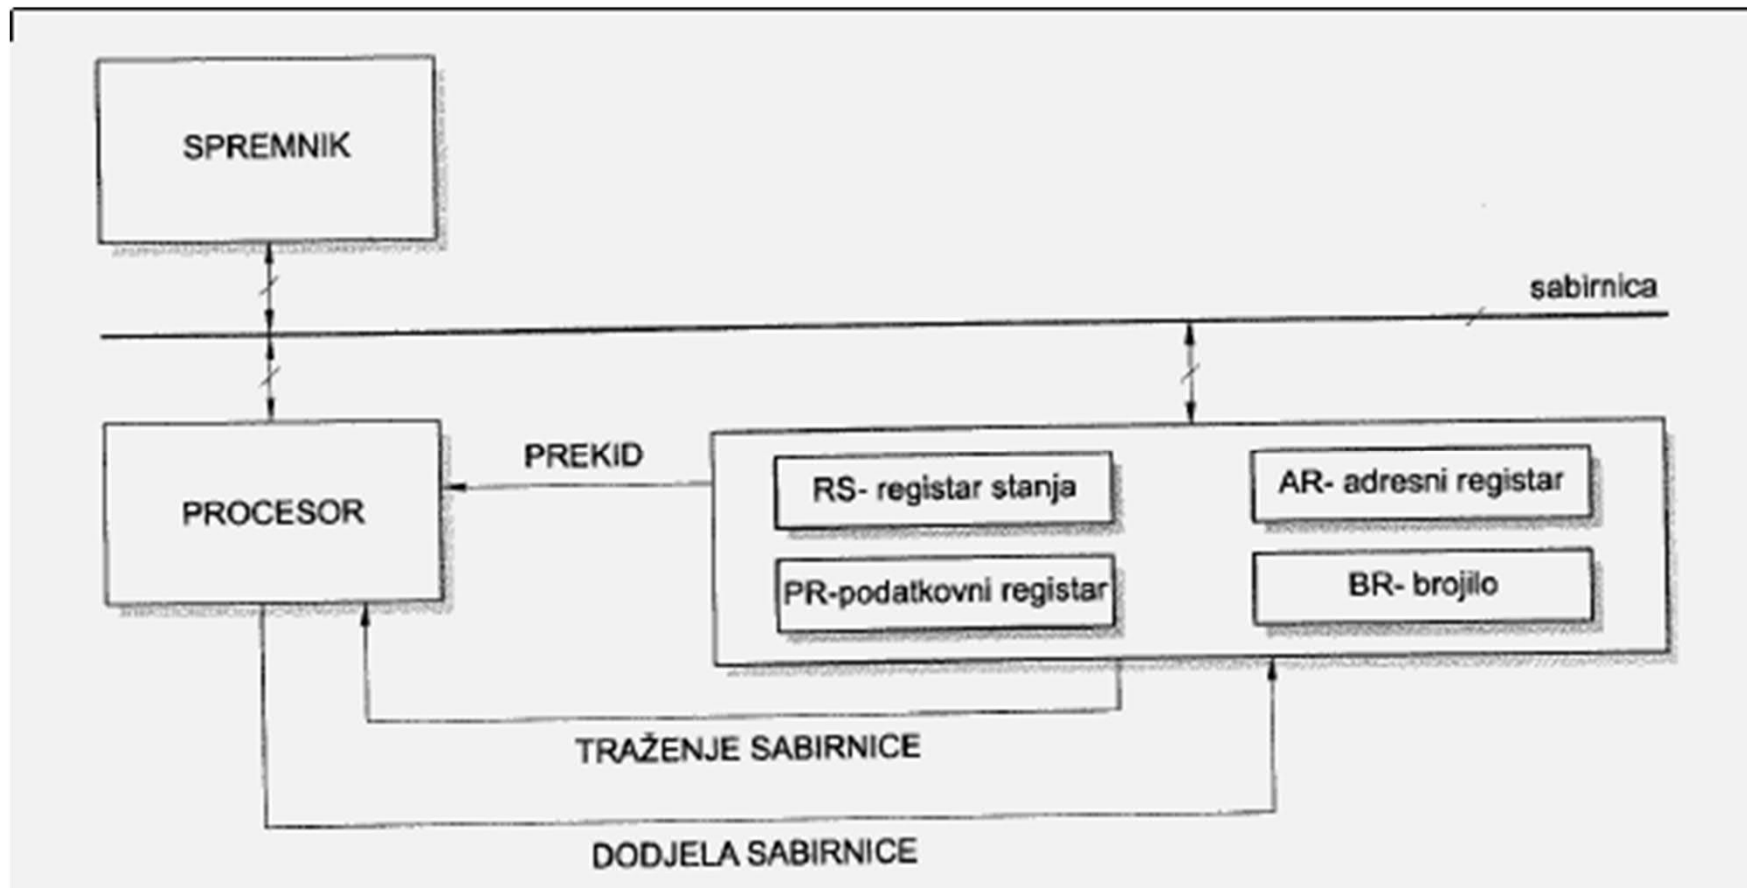 SPREMNIK
sabirnica
PREKID
RS- registar stanja
AR- adresni registar
PROCESOR
PR-podatkovni registar
BR- brojilo
TRAŽENJE SABIRNICE
DODJELA SABIRNICE